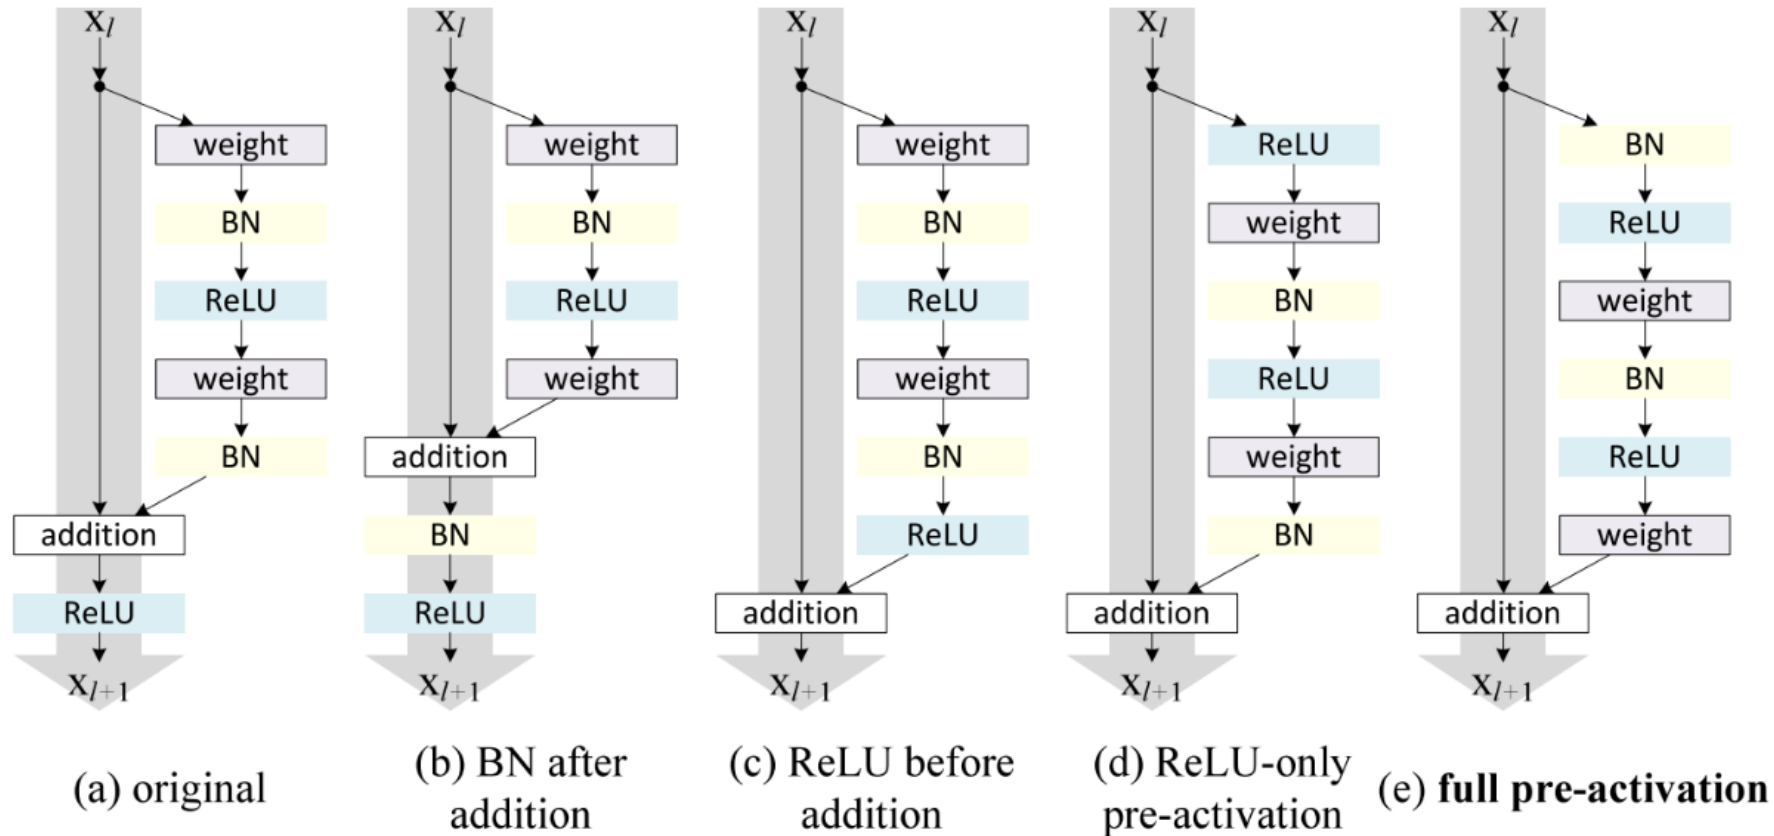 x_l
weight
BN
ReLU
weight
BN
addition
ReLU
x_{l+1}
(a) original
x_l
weight
BN
ReLU
weight
addition
BN
ReLU
x_{l+1}
(b) BN after
addition
x_l
weight
BN
ReLU
weight
BN
ReLU
addition
x_{l+1}
(c) ReLU before
addition
x_l
ReLU
weight
BN
ReLU
weight
BN
addition
x_{l+1}
(d) ReLU-only
pre-activation
x_l
BN
ReLU
weight
BN
ReLU
weight
addition
x_{l+1}
(e) full pre-activation